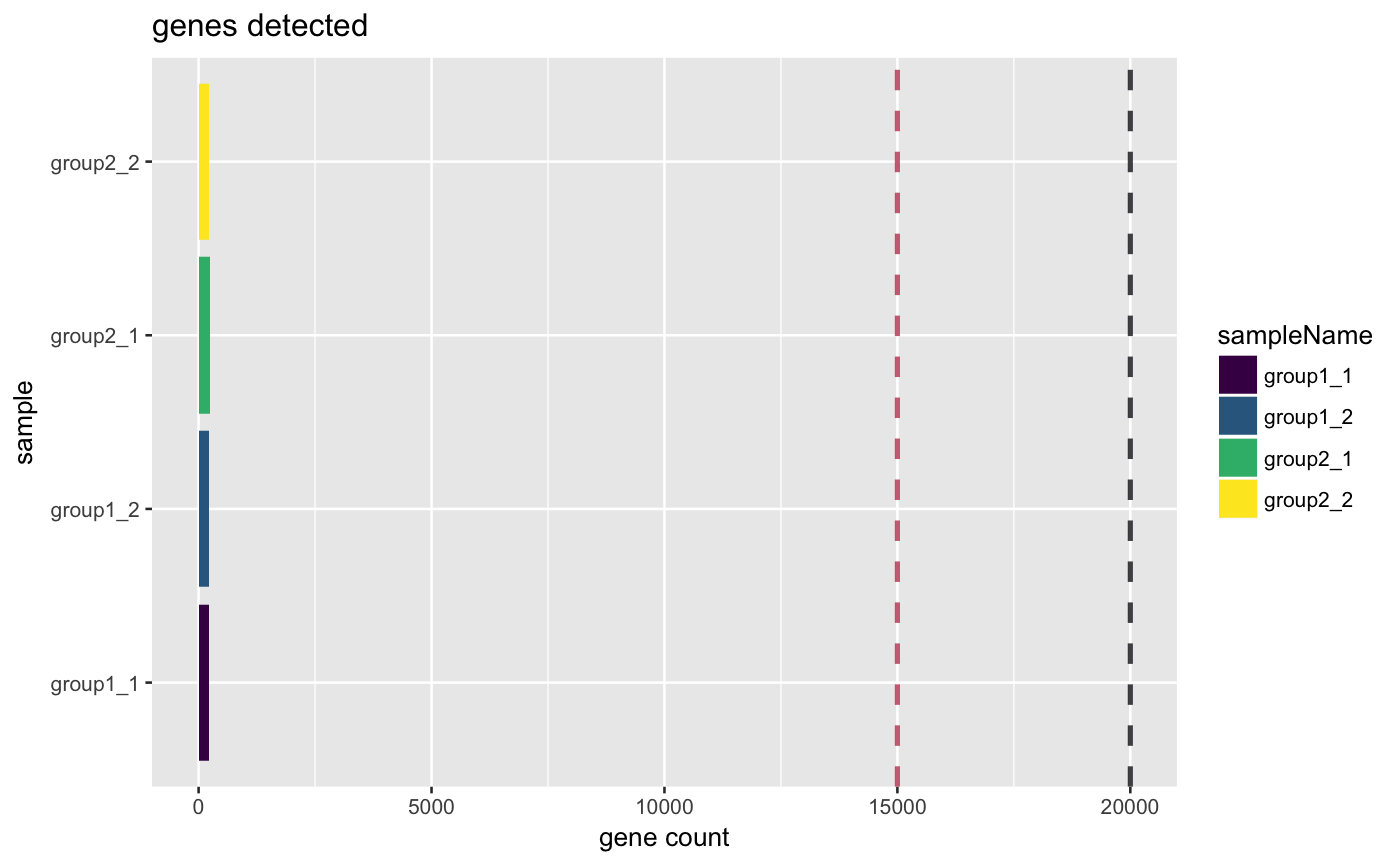 genes detected
group2_2
group2_1
group1_2
group1_1
sample
0 5000 10000 15000 20000
gene count
sampleName
group1_1
group1_2
group2_1
group2_2